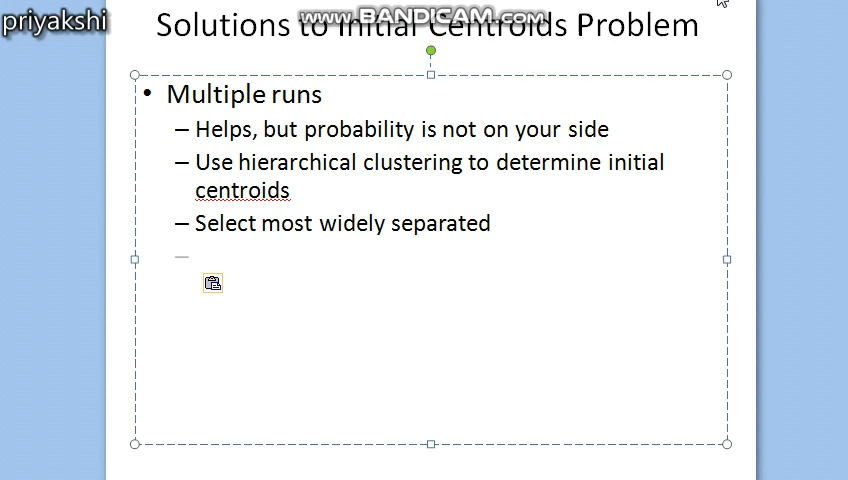 priyakshi
www.BANDICAM.com
Solutions to Initial Centroids Problem
• Multiple runs
– Helps, but probability is not on your side
– Use hierarchical clustering to determine initial
centroids
– Select most widely separated
–